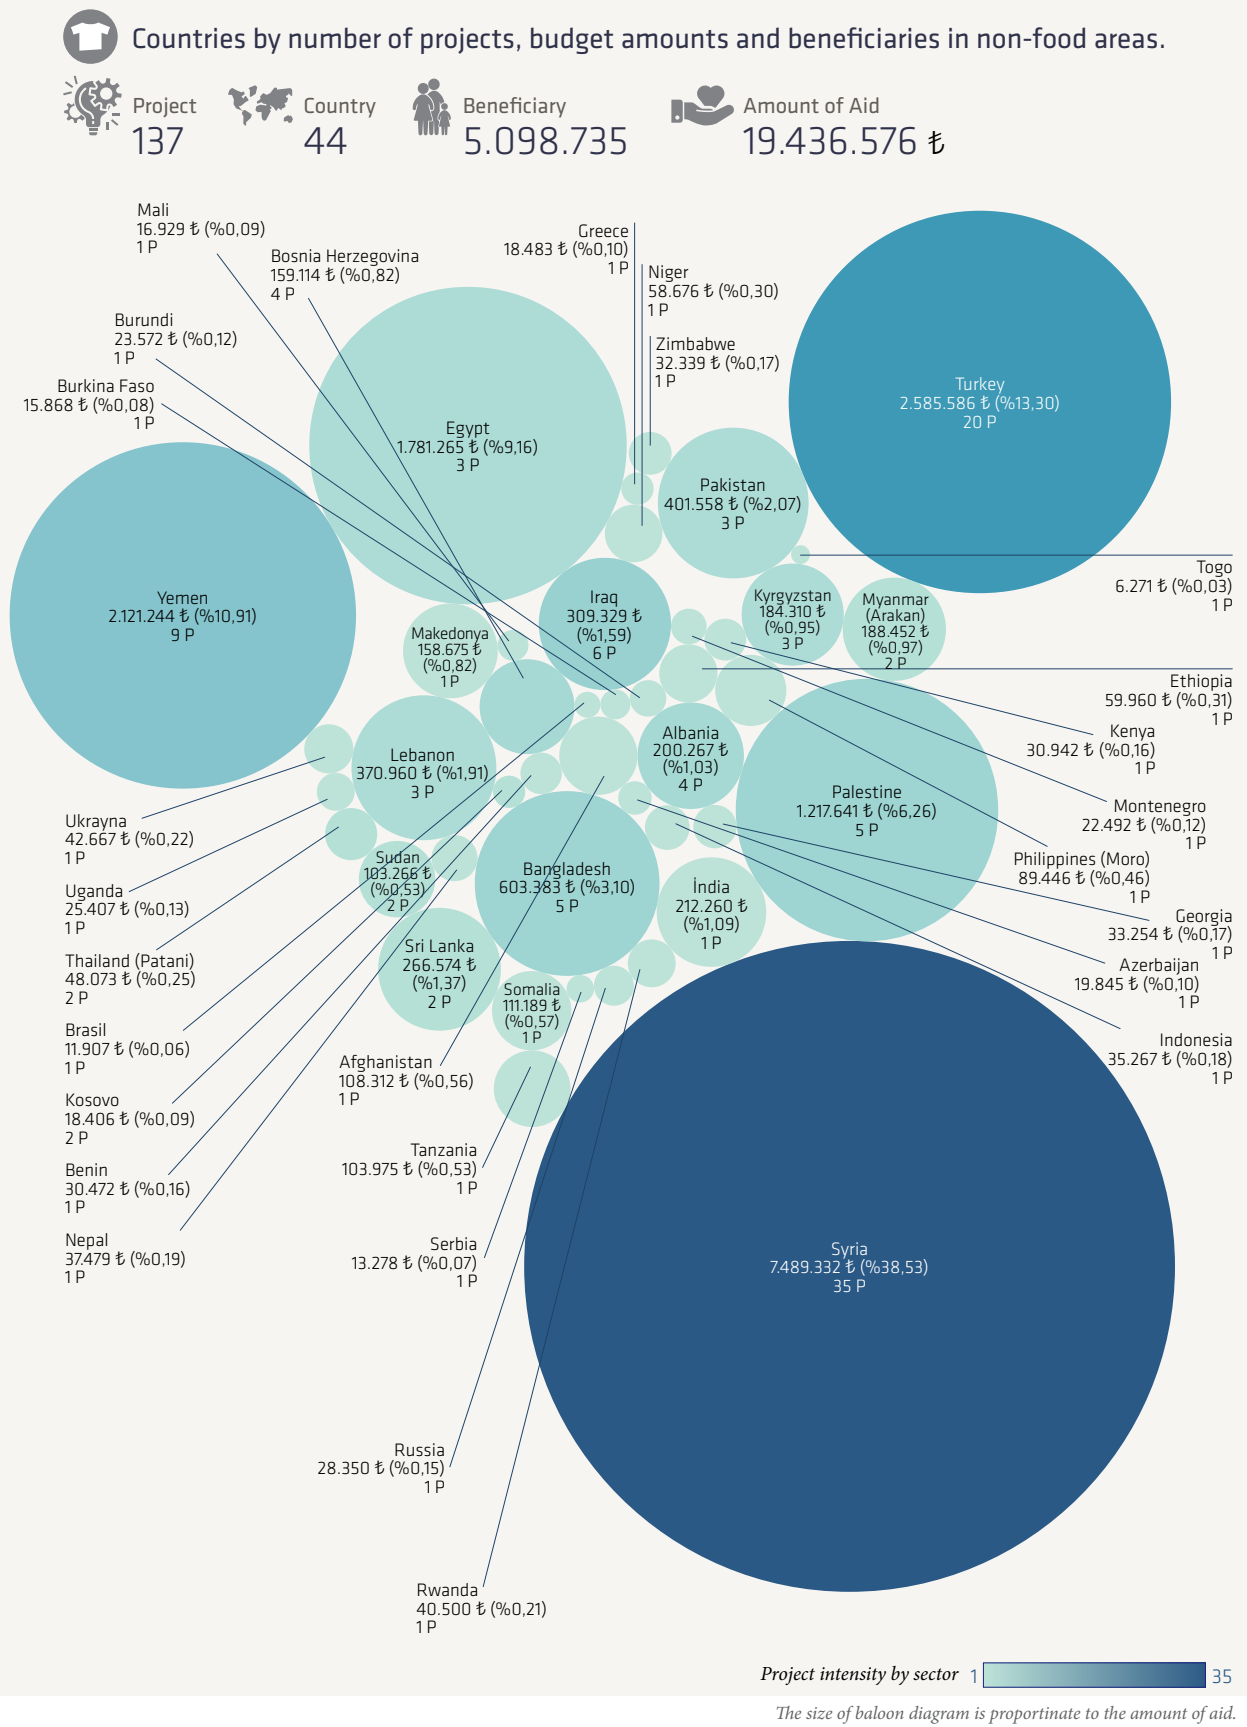 Countries by number of projects, budget amounts and beneficiaries in non-food areas.
Project
137
Country
44
Beneficiary
5.098.735
Amount of Aid
19.436.576 ₺
Mali
16.929 ₺ (%0,09)
1 P
Bosnia Herzegovina
159.114 ₺ (%0,82)
4 P
Burundi
23.572 ₺ (%0,12)
1 P
Burkina Faso
15.868 ₺ (%0,08)
1 P
Greece
18.483 ₺ (%0,10)
1 P
Niger
58.676 ₺ (%0,30)
1 P
Zimbabwe
32.339 ₺ (%0,17)
1 P
Turkey
2.585.586 ₺ (%13,30)
20 P
Egypt
1.781.265 ₺ (%9,16)
3 P
Pakistan
401.558 ₺ (%2,07)
3 P
Togo
6.271 ₺ (%0,03)
1 P
Yemen
2.121.244 ₺ (%10,91)
9 P
Iraq
309.329 ₺
(%1,59)
6 P
Kyrgyzstan
184.310 ₺
(%0,95)
3 P
Myanmar
(Arakan)
188.452 ₺
(%0,97)
2 P
Makedonya
158.675 ₺
(%0,82)
1 P
Ethiopia
59.960 ₺ (%0,31)
1 P
Kenya
30.942 ₺ (%0,16)
1 P
Lebanon
370.960 ₺ (%1,91)
3 P
Albania
200.267 ₺
(%1,03)
4 P
Palestine
1.217.641 ₺ (%6,26)
5 P
Montenegro
22.492 ₺ (%0,12)
1 P
Ukrayna
42.667 ₺ (%0,22)
1 P
Philippines (Moro)
89.446 ₺ (%0,46)
1 P
Sudan
103.266 ₺
(%0,53)
2 P
Bangladesh
603.383 ₺ (%3,10)
5 P
İndia
212.260 ₺
(%1,09)
1 P
Uganda
25.407 ₺ (%0,13)
1 P
Georgia
33.254 ₺ (%0,17)
1 P
Thailand (Patani)
48.073 ₺ (%0,25)
2 P
Sri Lanka
266.574 ₺
(%1,37)
2 P
Azerbaijan
19.845 ₺ (%0,10)
1 P
Somalia
111.189 ₺
(%0,57)
1 P
Brasil
11.907 ₺ (%0,06)
1 P
Indonesia
35.267 ₺ (%0,18)
1 P
Afghanistan
108.312 ₺ (%0,56)
1 P
Kosovo
18.406 ₺ (%0,09)
2 P
Tanzania
103.975 ₺ (%0,53)
1 P
Benin
30.472 ₺ (%0,16)
1 P
Nepal
37.479 ₺ (%0,19)
1 P
Serbia
13.278 ₺ (%0,07)
1 P
Syria
7.489.332 ₺ (%38,53)
35 P
Russia
28.350 ₺ (%0,15)
1 P
Rwanda
40.500 ₺ (%0,21)
1 P
Project intensity by sector 1 35
The size of baloon diagram is proportinate to the amount of aid.